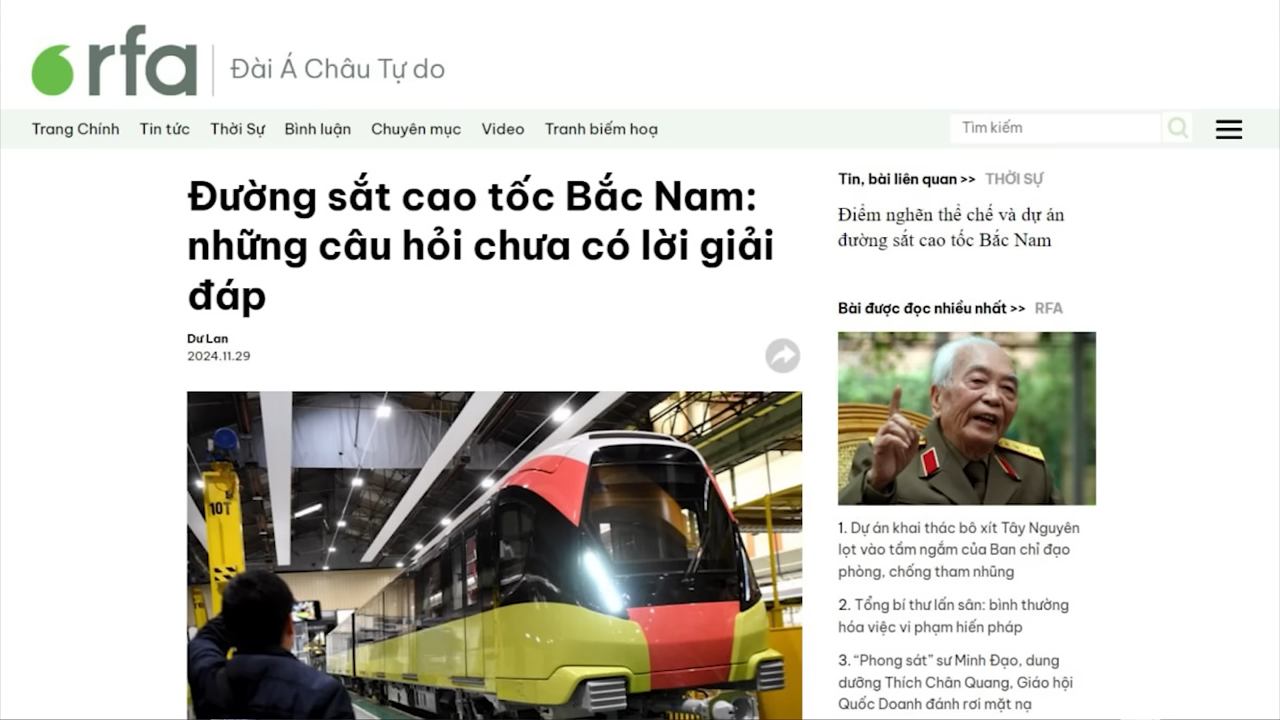 rfa
Đài Á Châu Tự do
Trang Chính Tin tức Thời Sự Bình luận Chuyên mục Video Tranh biếm hoạ
Tìm kiếm
Đường sắt cao tốc Bắc Nam:
những câu hỏi chưa có lời giải
đáp
Dư Lan
2024.11.29
10T
Tin, bài liên quan >> THỜI SỰ
Điểm nghẽn thể chế và dự án
đường sắt cao tốc Bắc Nam
Bài được đọc nhiều nhất >> RFA
1. Dự án khai thác bô xít Tây Nguyên
lọt vào tầm ngắm của Ban chỉ đạo
phòng, chống tham nhũng
2. Tổng bí thư lấn sân: bình thường
hóa việc vi phạm hiến pháp
3. “Phong sát” sư Minh Đạo, dung
dưỡng Thích Chân Quang, Giáo hội
Quốc Doanh đánh rơi mặt nạ